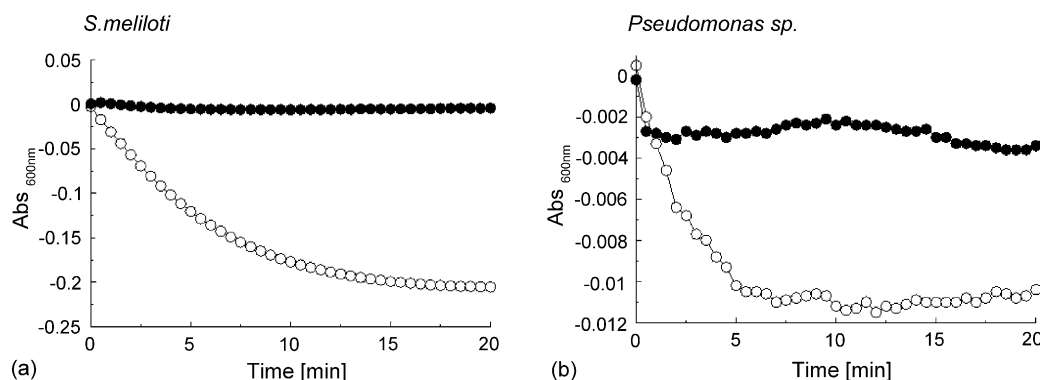 S.meliloti
0.05
0
-0.05
-0.1
-0.15
-0.2
-0.25
Abs 600nm
0 5 10 15 20
Time [min]
(a)
Pseudomonas sp.
0
-0.002
-0.004
-0.006
-0.008
-0.010
-0.012
Abs 600nm
0 5 10 15 20
Time [min]
(b)